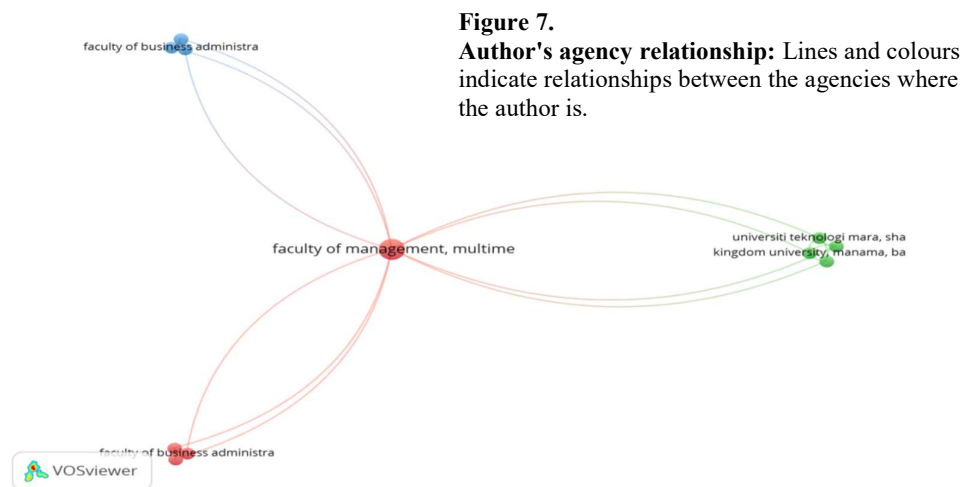 Figure 7.
Author's agency relationship: Lines and colours
indicate relationships between the agencies where
the author is.
faculty of business administra
universiti teknologi mara, sha
faculty of management, multime
kingdom university, manama, ba
faculty of business administra
VOSviewer